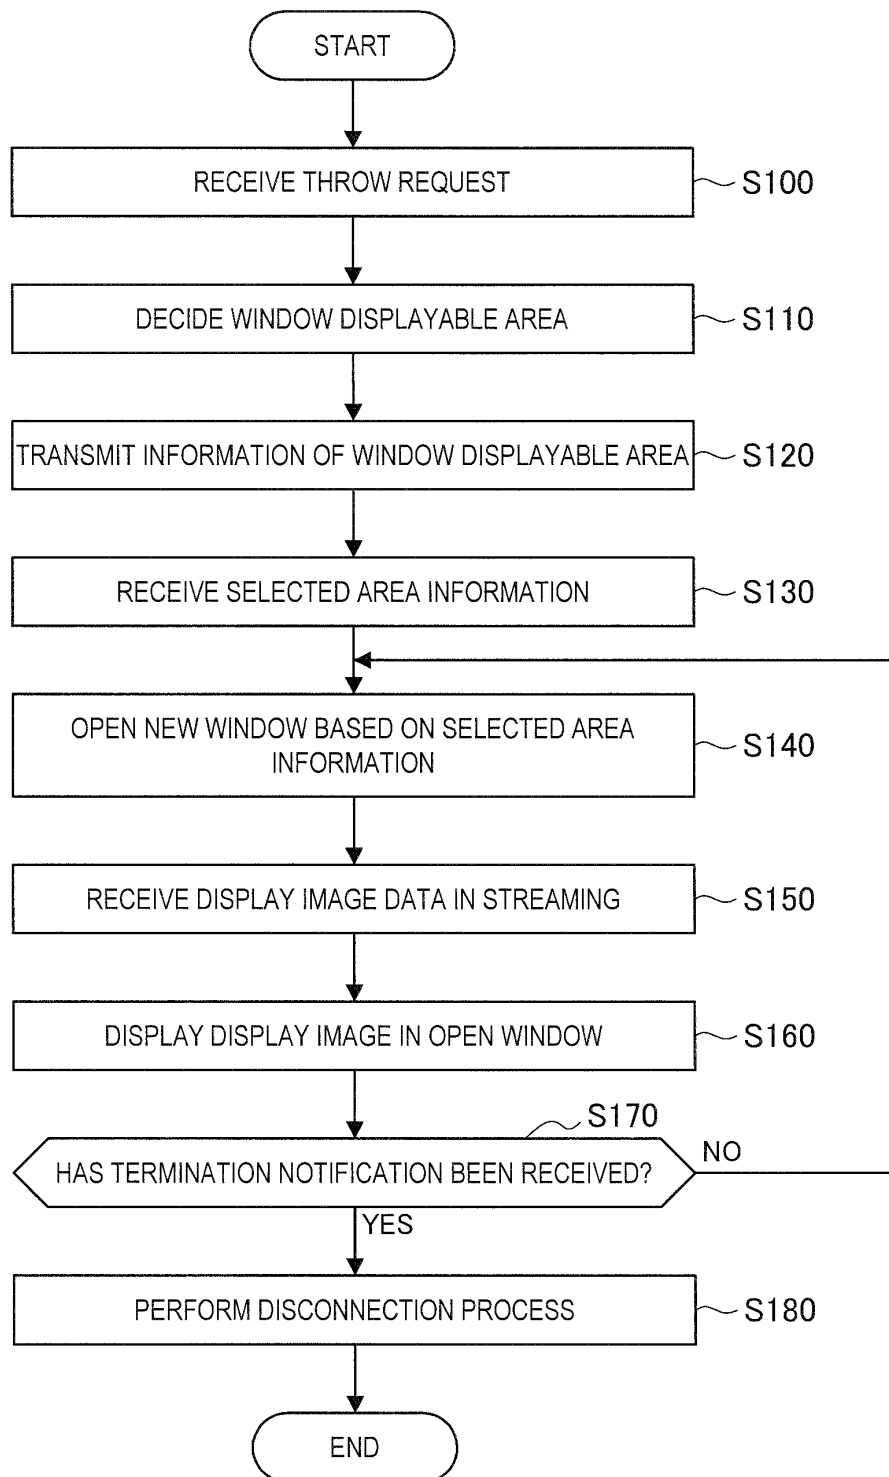 START
RECEIVE THROW REQUEST
S100
DECIDE WINDOW DISPLAYABLE AREA
S110
TRANSMIT INFORMATION OF WINDOW DISPLAYABLE AREA
S120
RECEIVE SELECTED AREA INFORMATION
S130
OPEN NEW WINDOW BASED ON SELECTED AREA
INFORMATION
S140
RECEIVE DISPLAY IMAGE DATA IN STREAMING
S150
DISPLAY DISPLAY IMAGE IN OPEN WINDOW
S160
S170
HAS TERMINATION NOTIFICATION BEEN RECEIVED?
NO
YES
PERFORM DISCONNECTION PROCESS
S180
END